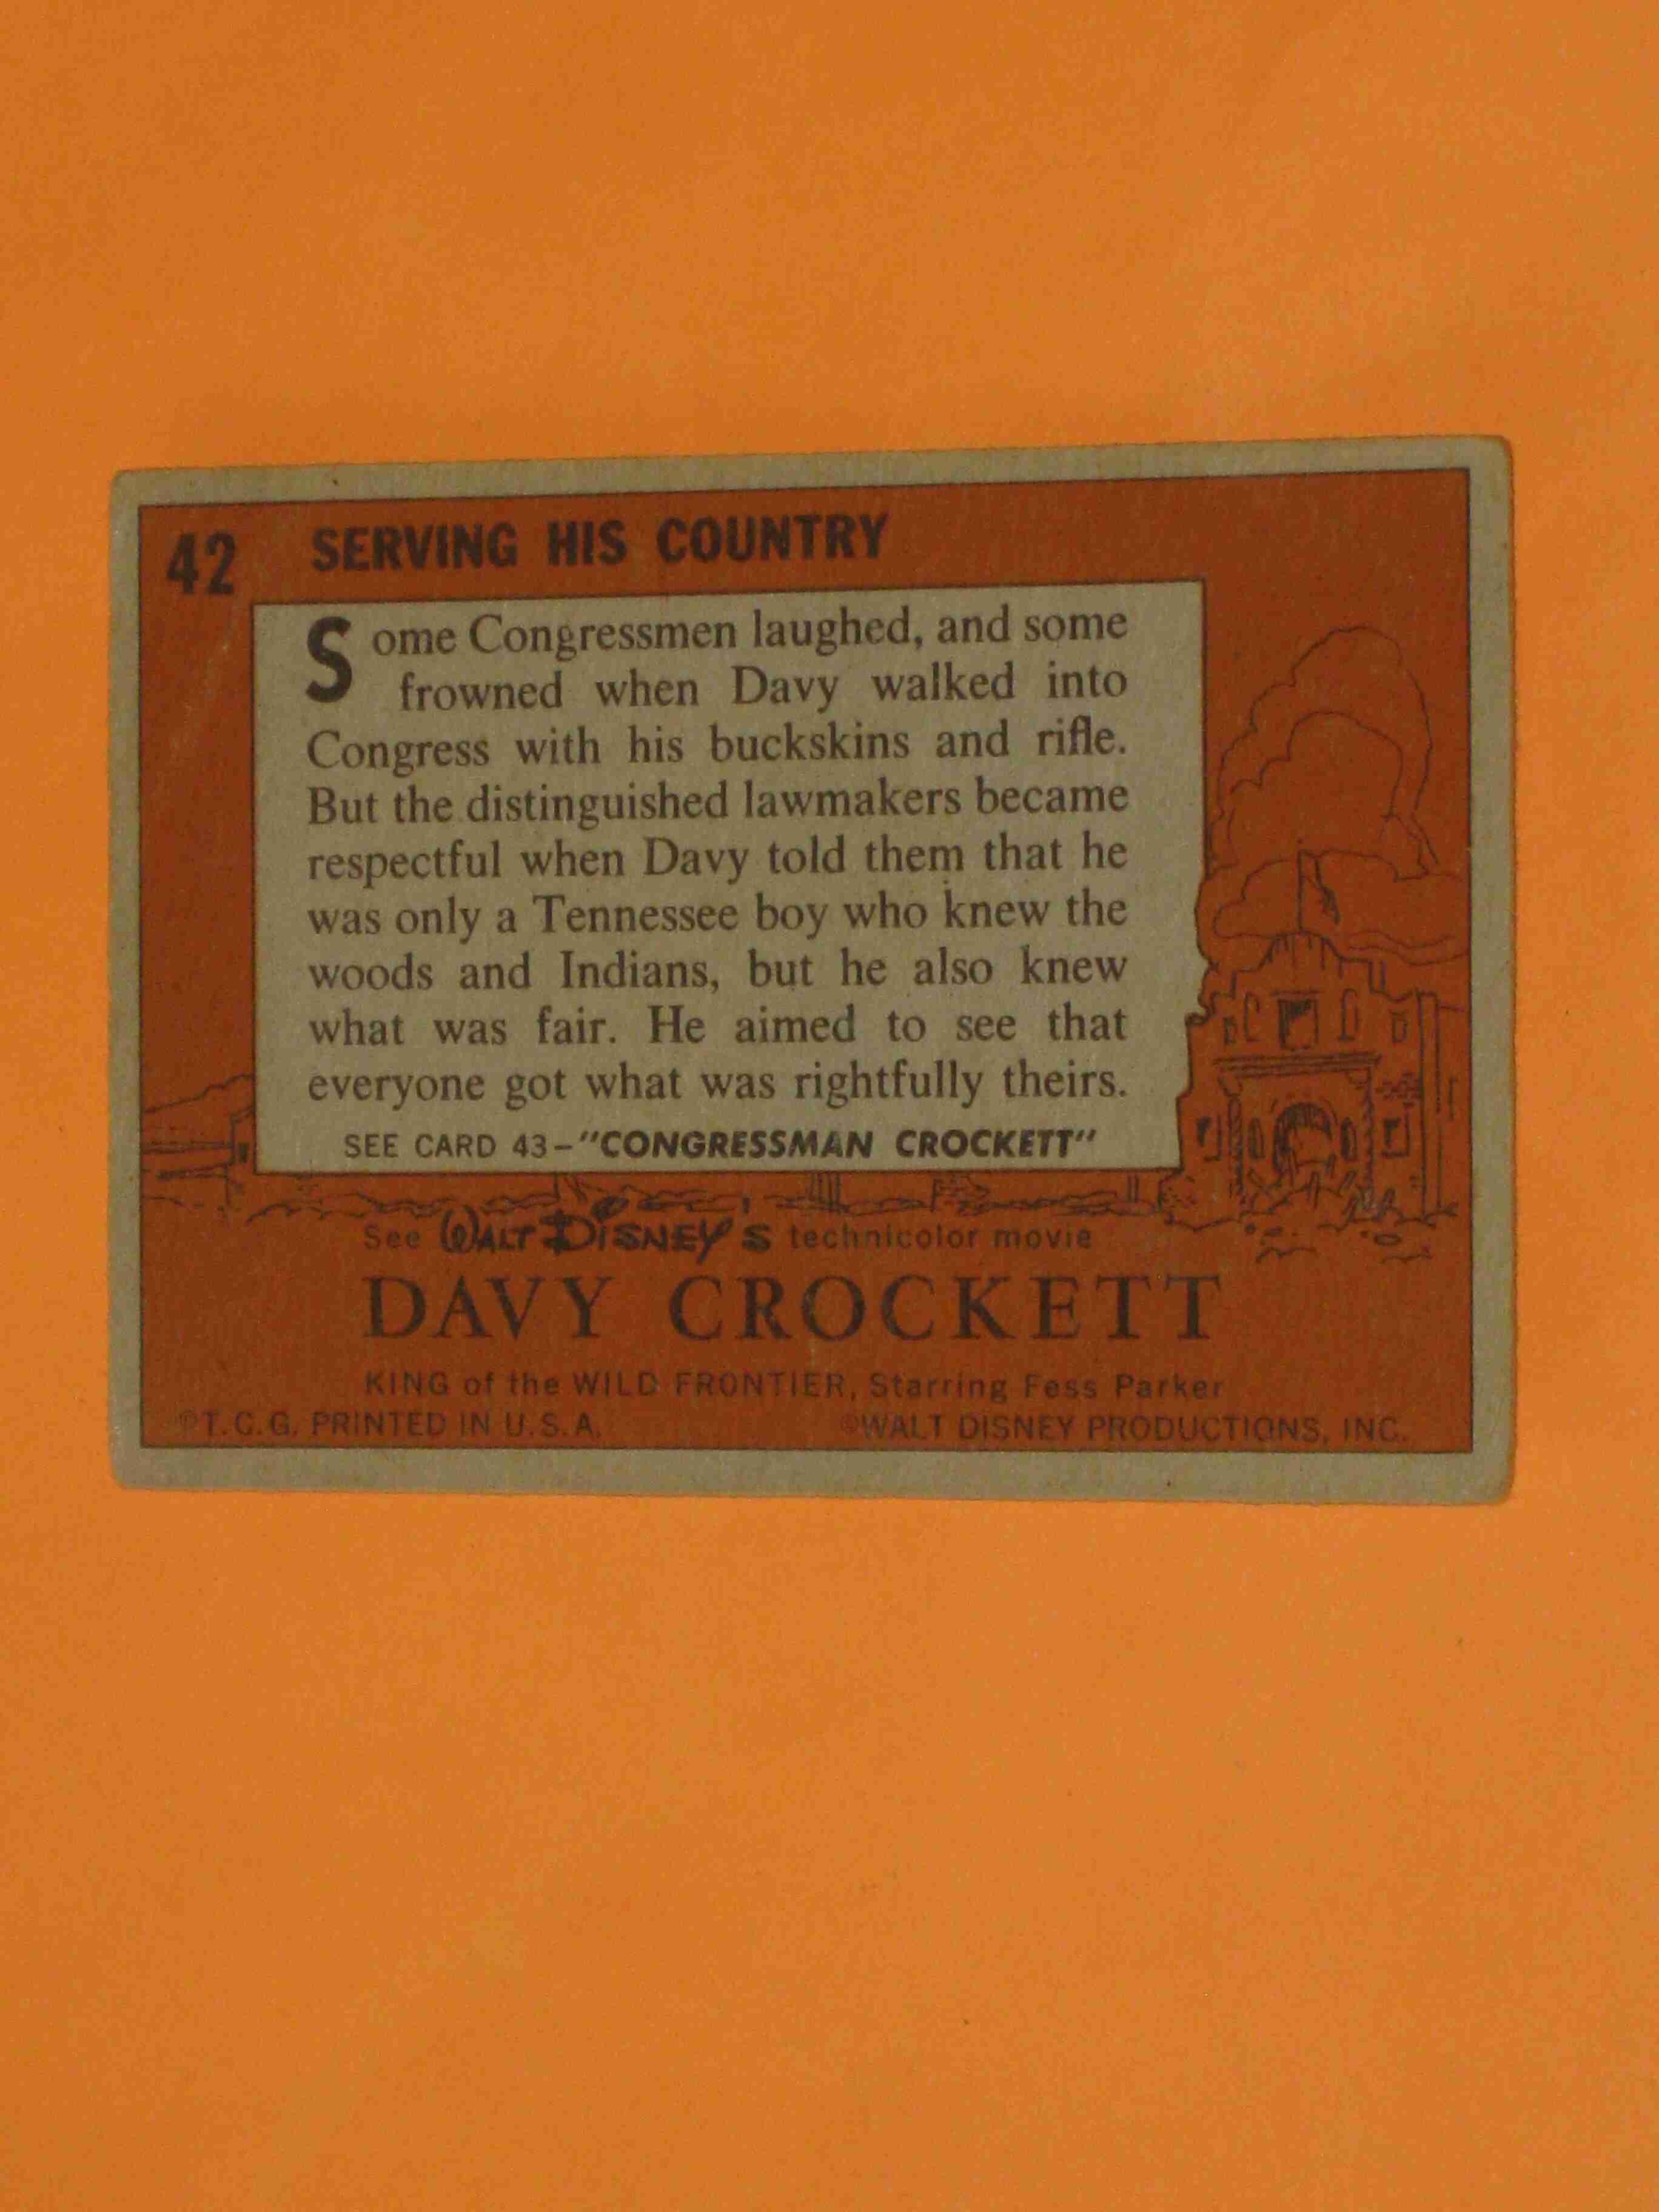 42 SERVING HIS COUNTRY
Some Congressmen laughed, and some
frowned when Davy walked into
Congress with his buckskins and rifle.
But the distinguished lawmakers became
respectful when Davy told them that he
was only a Tennessee boy who knew the
woods and Indians, but he also knew
what was fair. He aimed to see that
everyone got what was rightfully theirs.
SEE CARD 43–"CONGRESSMAN CROCKETT"
See WALT DISNEY'S technicolor movie
DAVY CROCKETT
KING of the WILD FRONTIER, Starring Fess Parker
©T.C.G. PRINTED IN U.S.A. ©WALT DISNEY PRODUCTIONS, INC.